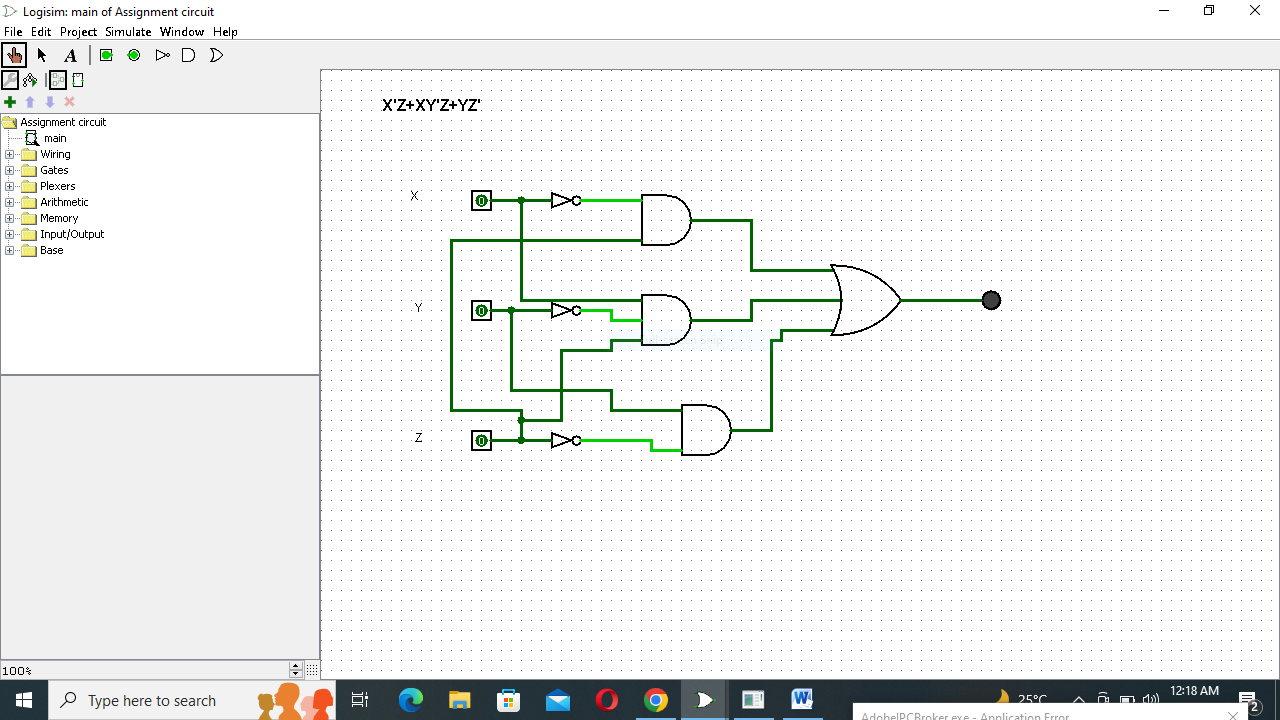 Logisim: main of Assignment circuit
File Edit Project Simulate Window Help
A
Assignment circuit
main
Wiring
Gates
Plexers
Arithmetic
Memory
Input/Output
Base
100%
X'Z+XY'Z+YZ'
X
0
Y
0
Z
0
Type here to search
W
25°C
12:18 AM
2
AdobeIPCBroker.exe - Application Error